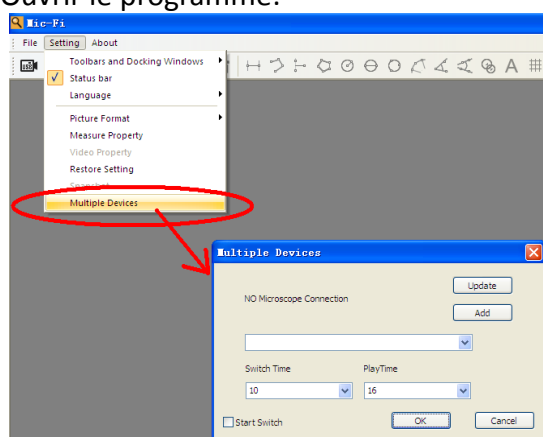 Ouvrir le programme:
Mic-Fi
File Setting About
Toolbars and Docking Windows
Status bar
Language
Picture Format
Measure Property
Video Property
Restore Setting
Snapshot
Multiple Devices
Multiple Devices
NO Microscope Connection
Update
Add
Switch Time PlayTime
10 16
Start Switch OK Cancel